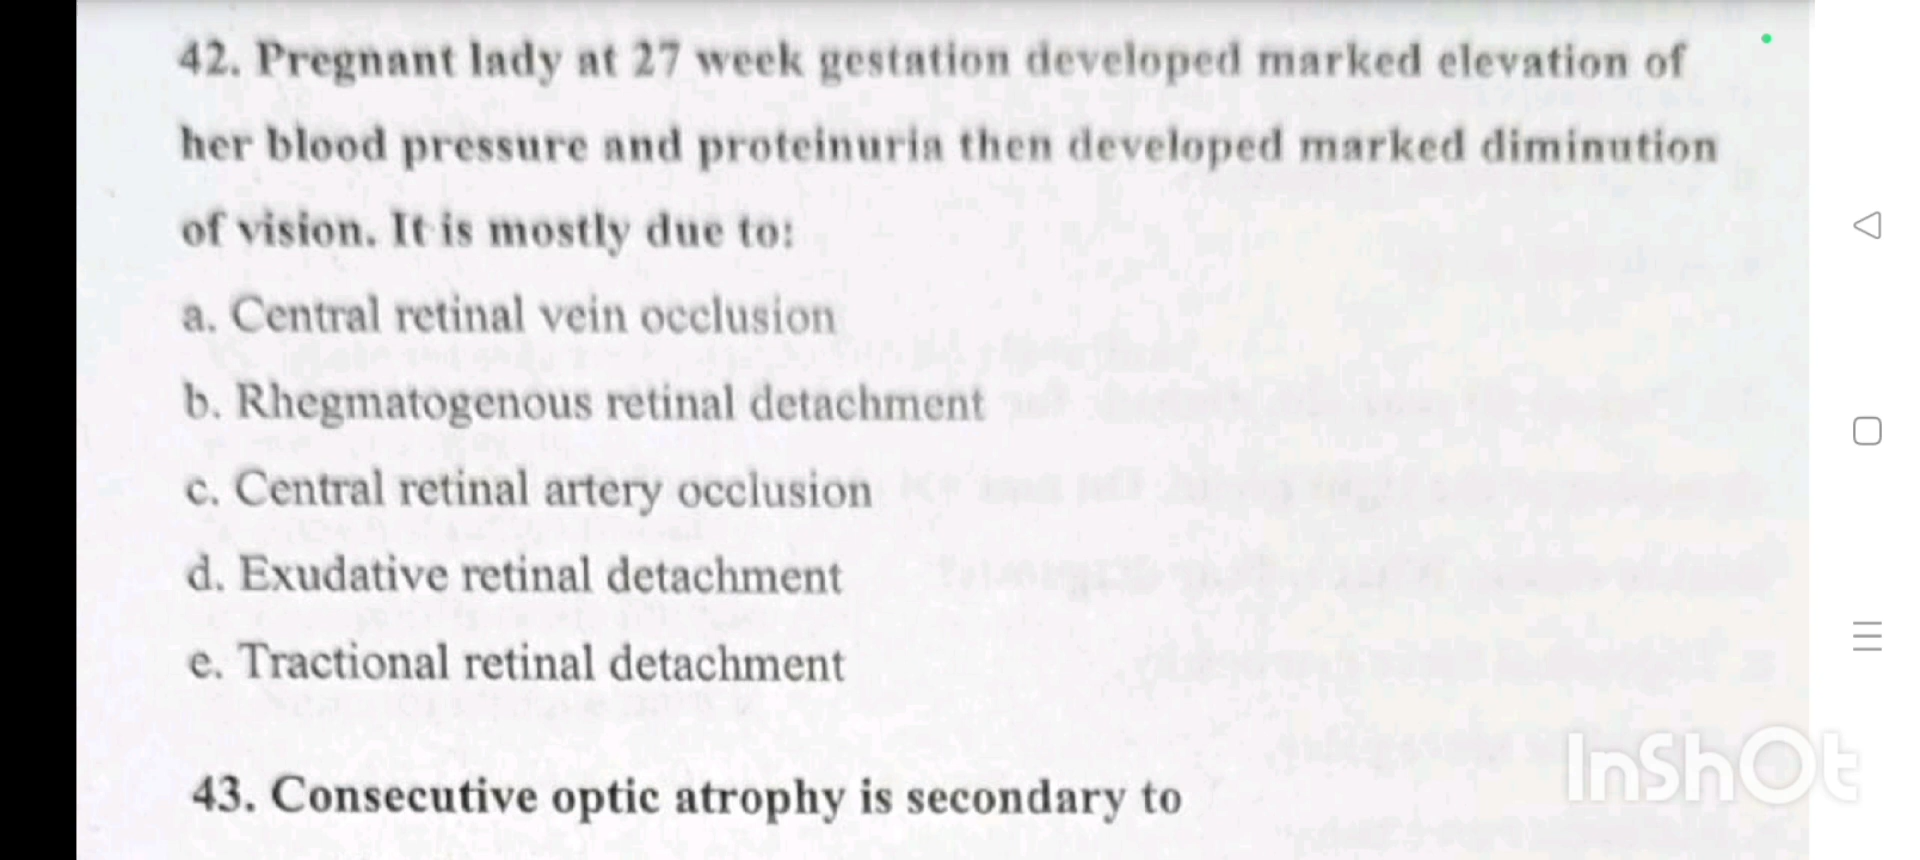 42. Pregnant lady at 27 week gestation developed marked elevation of
her blood pressure and proteinuria then developed marked diminution
of vision. It is mostly due to:
a. Central retinal vein occlusion
b. Rhegmatogenous retinal detachment
c. Central retinal artery occlusion
d. Exudative retinal detachment
e. Tractional retinal detachment
43. Consecutive optic atrophy is secondary to
InShOt